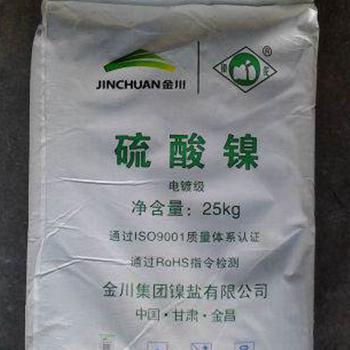 JINCHUAN金川
®
硫酸镍
电镀级
净含量：25kg
通过ISO9001质量体系认证
通过RoHS指令检测
金川集团镍盐有限公司
中国·甘肃·金昌